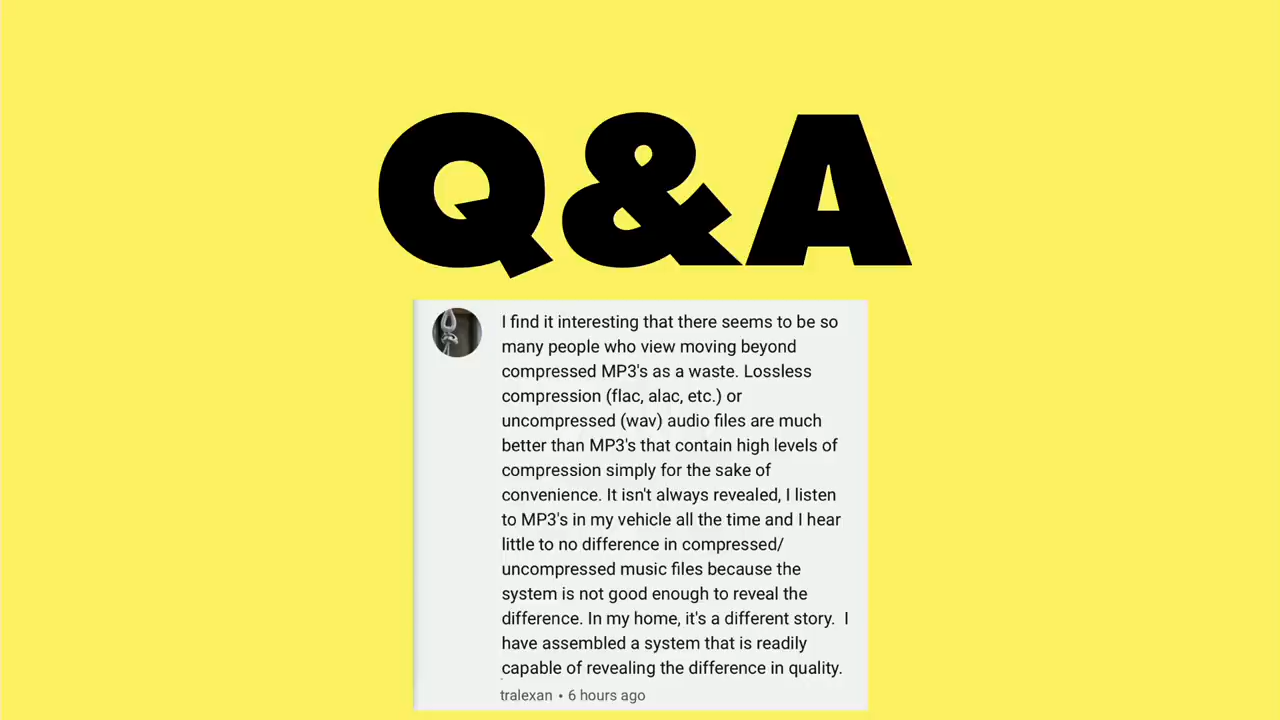 Q&A
I find it interesting that there seems to be so
many people who view moving beyond
compressed MP3's as a waste. Lossless
compression (flac, alac, etc.) or
uncompressed (wav) audio files are much
better than MP3's that contain high levels of
compression simply for the sake of
convenience. It isn't always revealed, I listen
to MP3's in my vehicle all the time and I hear
little to no difference in compressed/
uncompressed music files because the
system is not good enough to reveal the
difference. In my home, it's a different story.  I
have assembled a system that is readily
capable of revealing the difference in quality.
tralexan • 6 hours ago